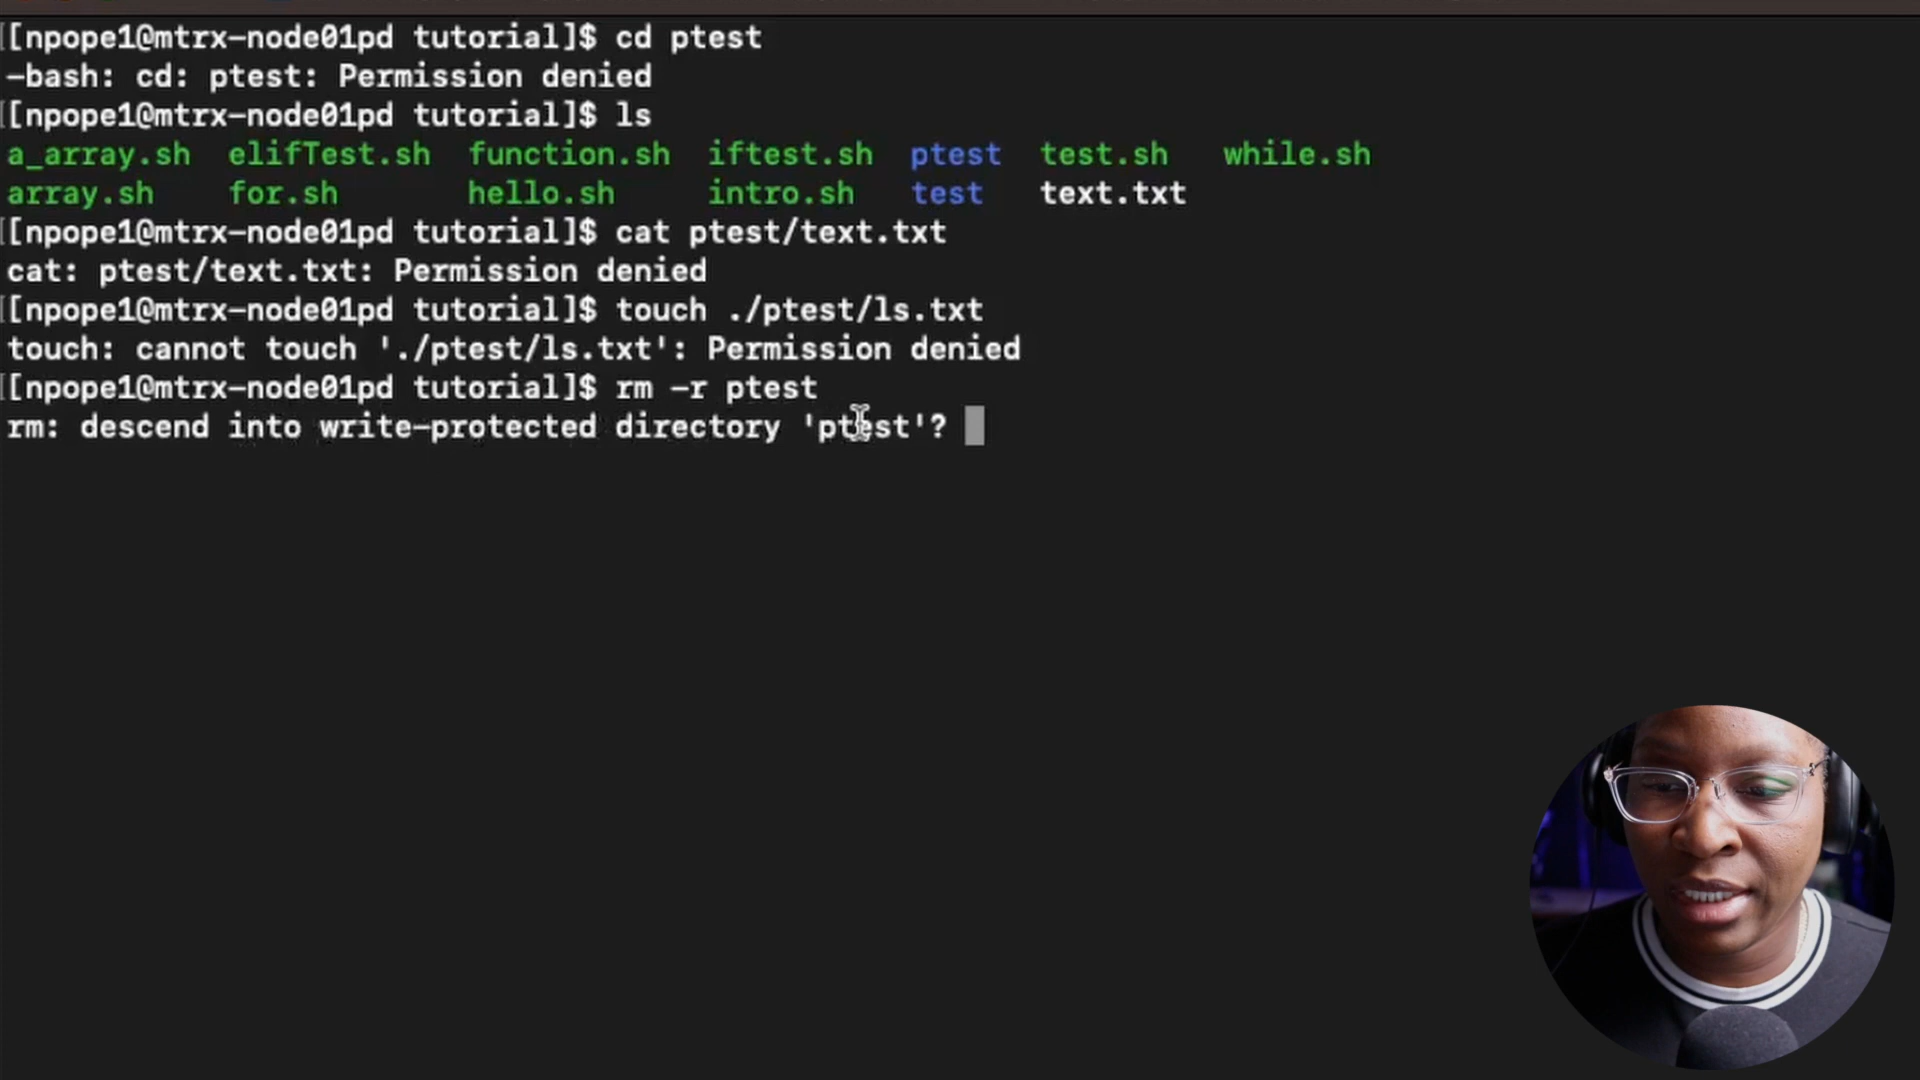 [[npope1@mtrx-node01pd tutorial]$ cd ptest
-bash: cd: ptest: Permission denied
[[npope1@mtrx-node01pd tutorial]$ ls
a_array.sh elifTest.sh function.sh iftest.sh ptest test.sh while.sh
array.sh for.sh hello.sh intro.sh test text.txt
[[npope1@mtrx-node01pd tutorial]$ cat ptest/text.txt
cat: ptest/text.txt: Permission denied
[[npope1@mtrx-node01pd tutorial]$ touch ./ptest/ls.txt
touch: cannot touch './ptest/ls.txt': Permission denied
[[npope1@mtrx-node01pd tutorial]$ rm -r ptest
rm: descend into write-protected directory 'ptest'?